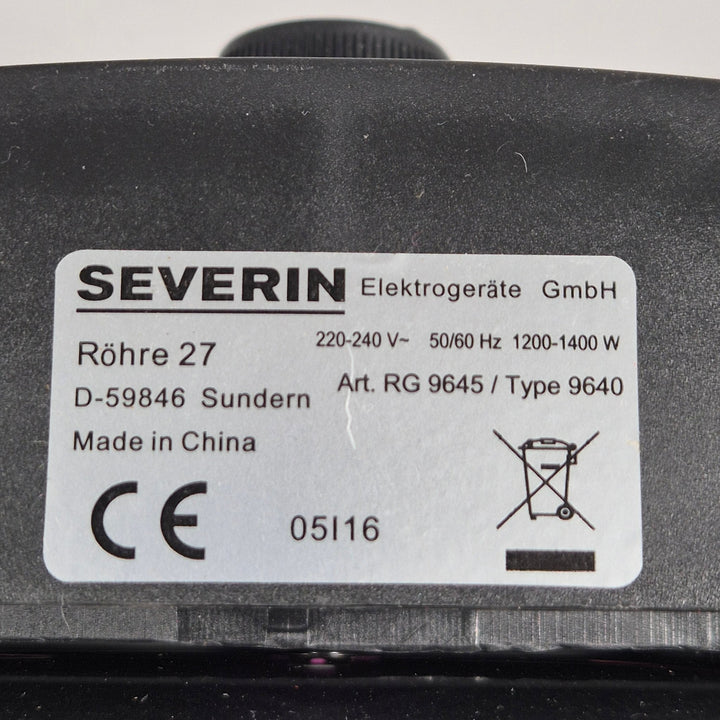 SEVERIN Elektrogeräte GmbH
220-240 V~ 50/60 Hz 1200-1400 W
Röhre 27
Art. RG 9645 / Type 9640
D-59846 Sundern
Made in China
CE
05I16